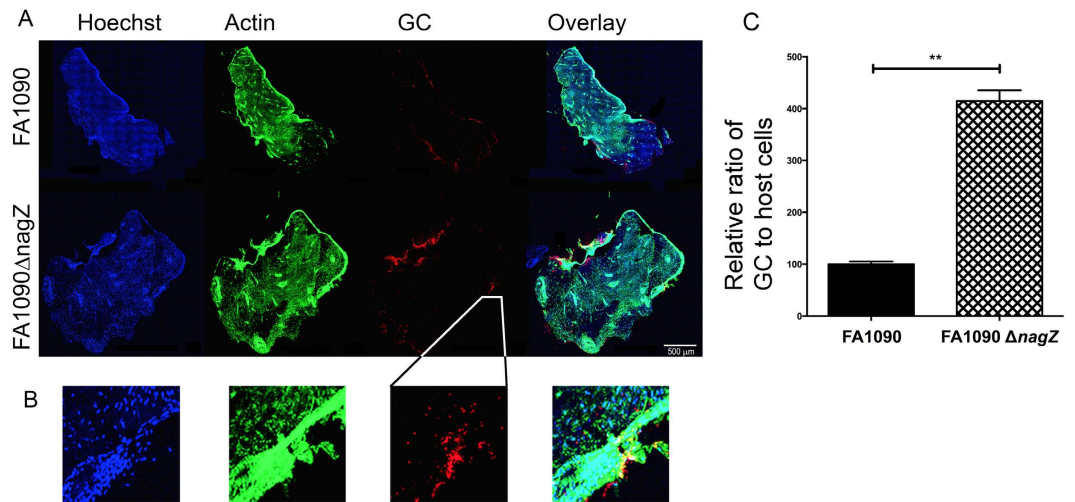 A
Hoechst Actin GC Overlay
FA1090
FA1090ΔnagZ
500 µm
B
C
Relative ratio of
GC to host cells
500
400
300
200
100
0
**
FA1090 FA1090 ΔnagZ